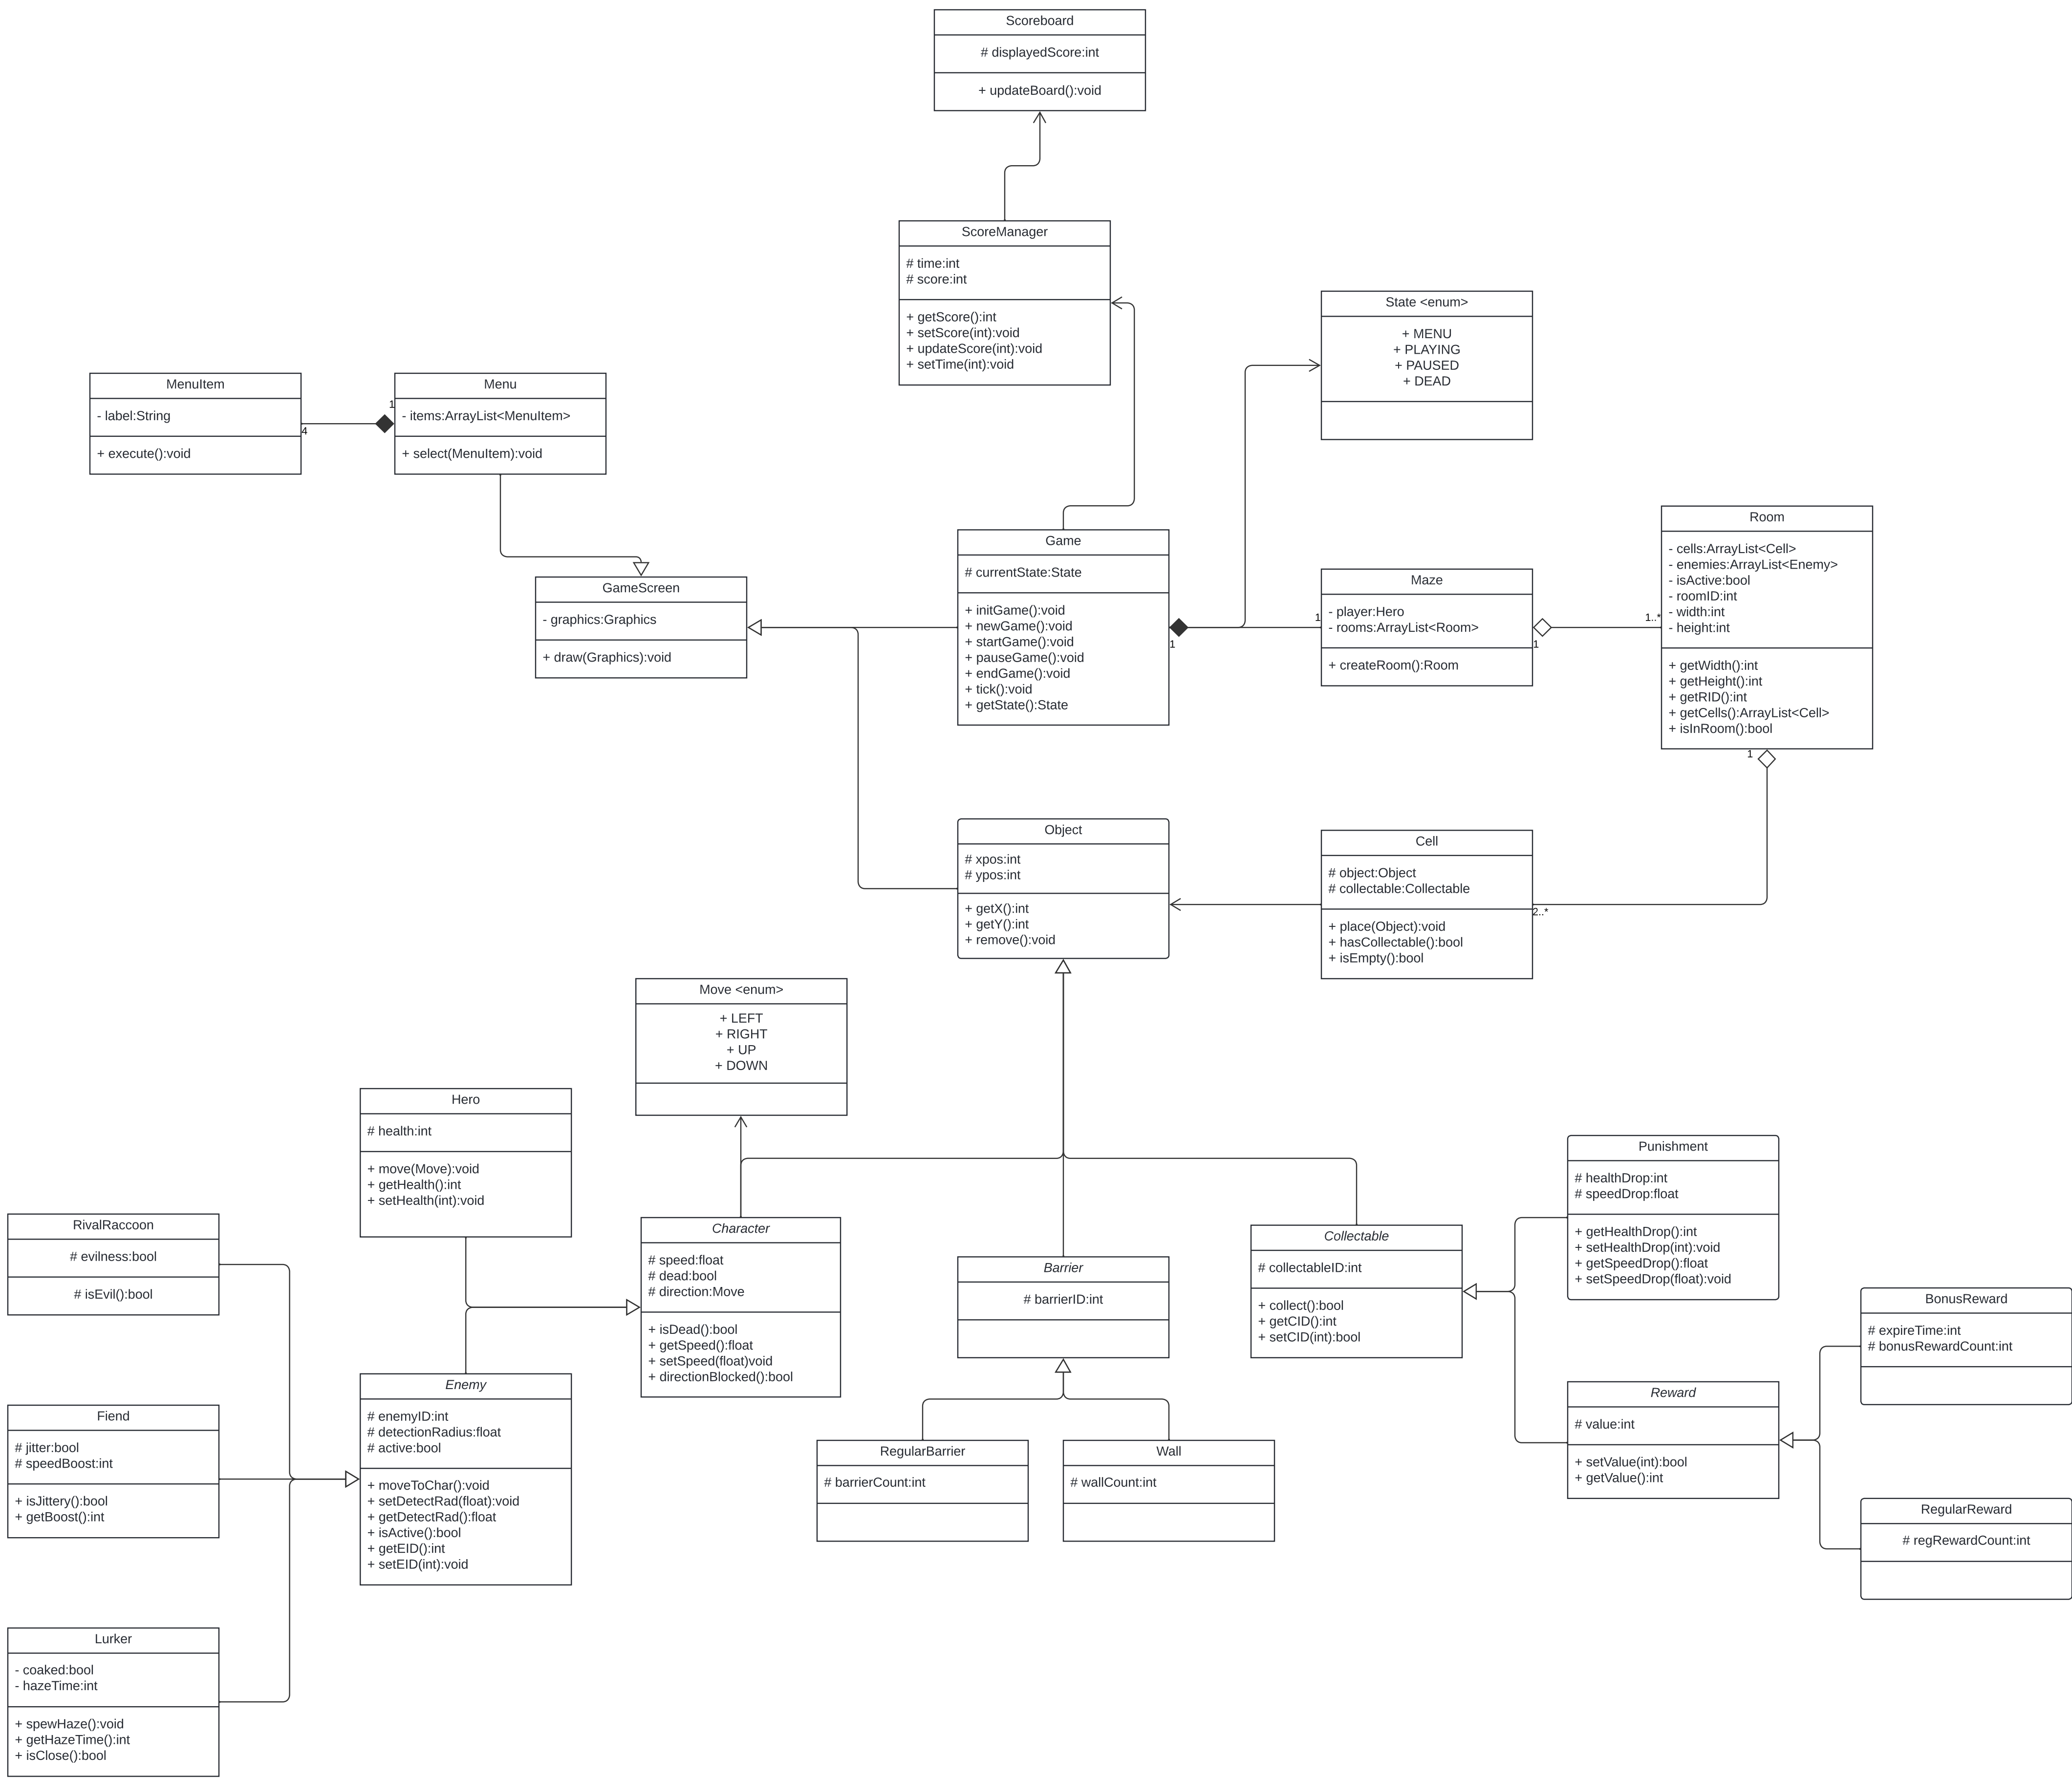 Scoreboard
# displayedScore:int
+ updateBoard():void
ScoreManager
# time:int
# score:int
+ getScore():int
+ setScore(int):void
+ updateScore(int):void
+ setTime(int):void
State <enum>
+ MENU
+ PLAYING
+ PAUSED
+ DEAD
MenuItem
- label:String
+ execute():void
4
1
Menu
- items:ArrayList<MenuItem>
+ select(MenuItem):void
GameScreen
- graphics:Graphics
+ draw(Graphics):void
Game
# currentState:State
+ initGame():void
+ newGame():void
+ startGame():void
+ pauseGame():void
+ endGame():void
+ tick():void
+ getState():State
1
1
Maze
- player:Hero
- rooms:ArrayList<Room>
+ createRoom():Room
1
1..*
Room
- cells:ArrayList<Cell>
- enemies:ArrayList<Enemy>
- isActive:bool
- roomID:int
- width:int
- height:int
+ getWidth():int
+ getHeight():int
+ getRID():int
+ getCells():ArrayList<Cell>
+ isInRoom():bool
1
Object
# xpos:int
# ypos:int
+ getX():int
+ getY():int
+ remove():void
Cell
# object:Object
# collectable:Collectable
+ place(Object):void
+ hasCollectable():bool
+ isEmpty():bool
2..*
Move <enum>
+ LEFT
+ RIGHT
+ UP
+ DOWN
Hero
# health:int
+ move(Move):void
+ getHealth():int
+ setHealth(int):void
RivalRaccoon
# evilness:bool
# isEvil():bool
Character
# speed:float
# dead:bool
# direction:Move
+ isDead():bool
+ getSpeed():float
+ setSpeed(float)void
+ directionBlocked():bool
Barrier
# barrierID:int
Collectable
# collectableID:int
+ collect():bool
+ getCID():int
+ setCID(int):bool
Punishment
# healthDrop:int
# speedDrop:float
+ getHealthDrop():int
+ setHealthDrop(int):void
+ getSpeedDrop():float
+ setSpeedDrop(float):void
BonusReward
# expireTime:int
# bonusRewardCount:int
Fiend
# jitter:bool
# speedBoost:int
+ isJittery():bool
+ getBoost():int
Enemy
# enemyID:int
# detectionRadius:float
# active:bool
+ moveToChar():void
+ setDetectRad(float):void
+ getDetectRad():float
+ isActive():bool
+ getEID():int
+ setEID(int):void
RegularBarrier
# barrierCount:int
Wall
# wallCount:int
Reward
# value:int
+ setValue(int):bool
+ getValue():int
RegularReward
# regRewardCount:int
Lurker
- coaked:bool
- hazeTime:int
+ spewHaze():void
+ getHazeTime():int
+ isClose():bool